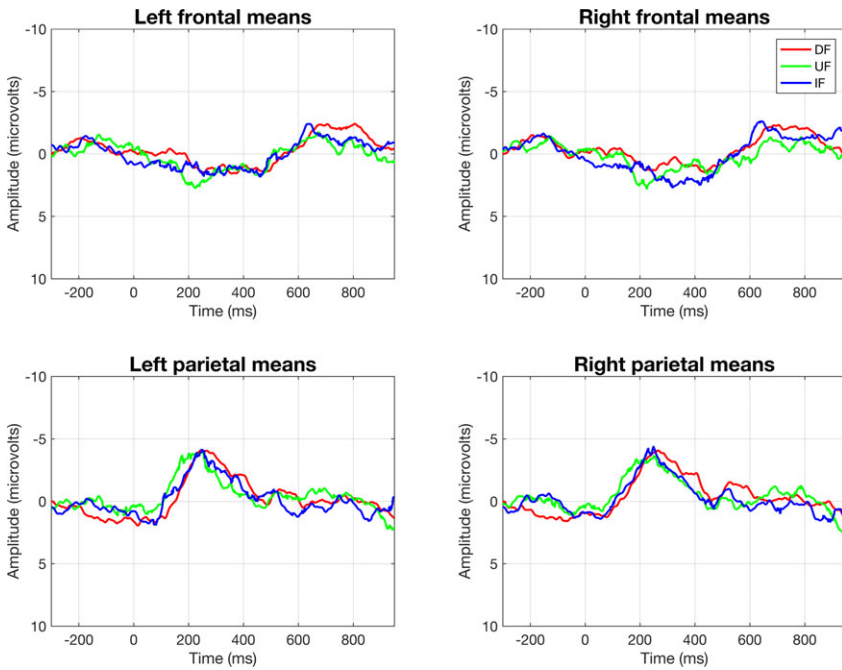 Left frontal means
Right frontal means
-10
-5
0
5
10
Amplitude (microvolts)
-200 0 200 400 600 800
Time (ms)
-10
-5
0
5
10
Amplitude (microvolts)
-200 0 200 400 600 800
Time (ms)
DF
UF
IF
Left parietal means
Right parietal means
-10
-5
0
5
10
Amplitude (microvolts)
-200 0 200 400 600 800
Time (ms)
-10
-5
0
5
10
Amplitude (microvolts)
-200 0 200 400 600 800
Time (ms)